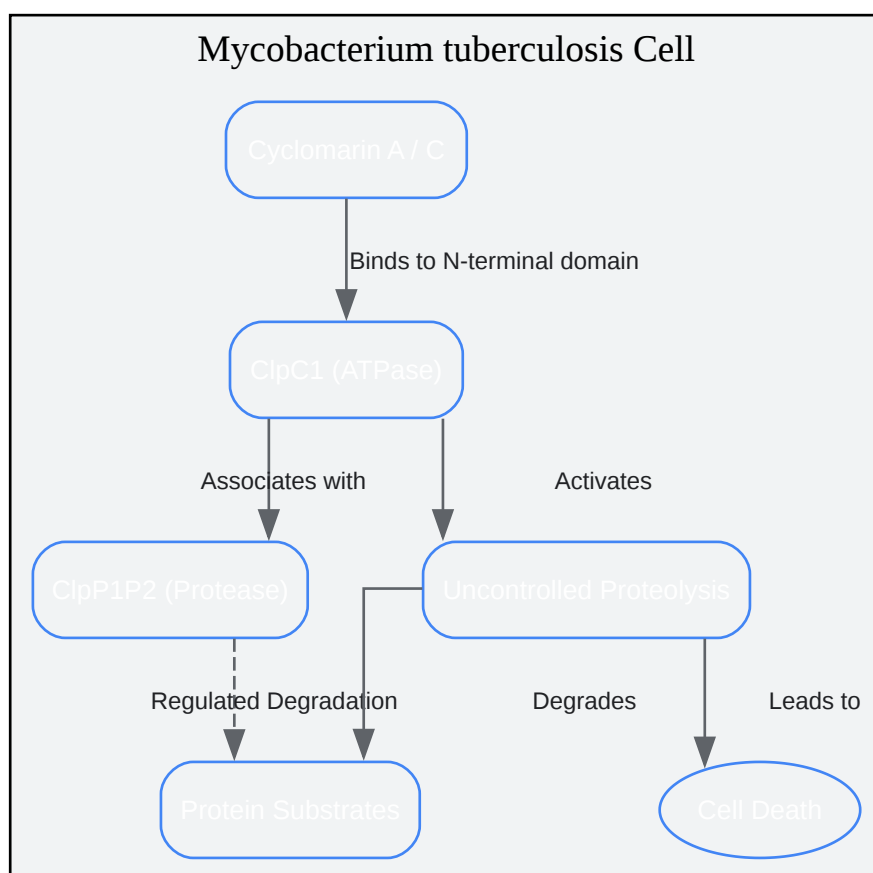 Mycobacterium tuberculosis Cell
Cyclomarin A / C
Binds to N-terminal domain
ClpC1 (ATPase)
Associates with
Activates
ClpP1P2 (Protease)
Uncontrolled Proteolysis
Regulated Degradation
Degrades
Leads to
Protein Substrates
Cell Death